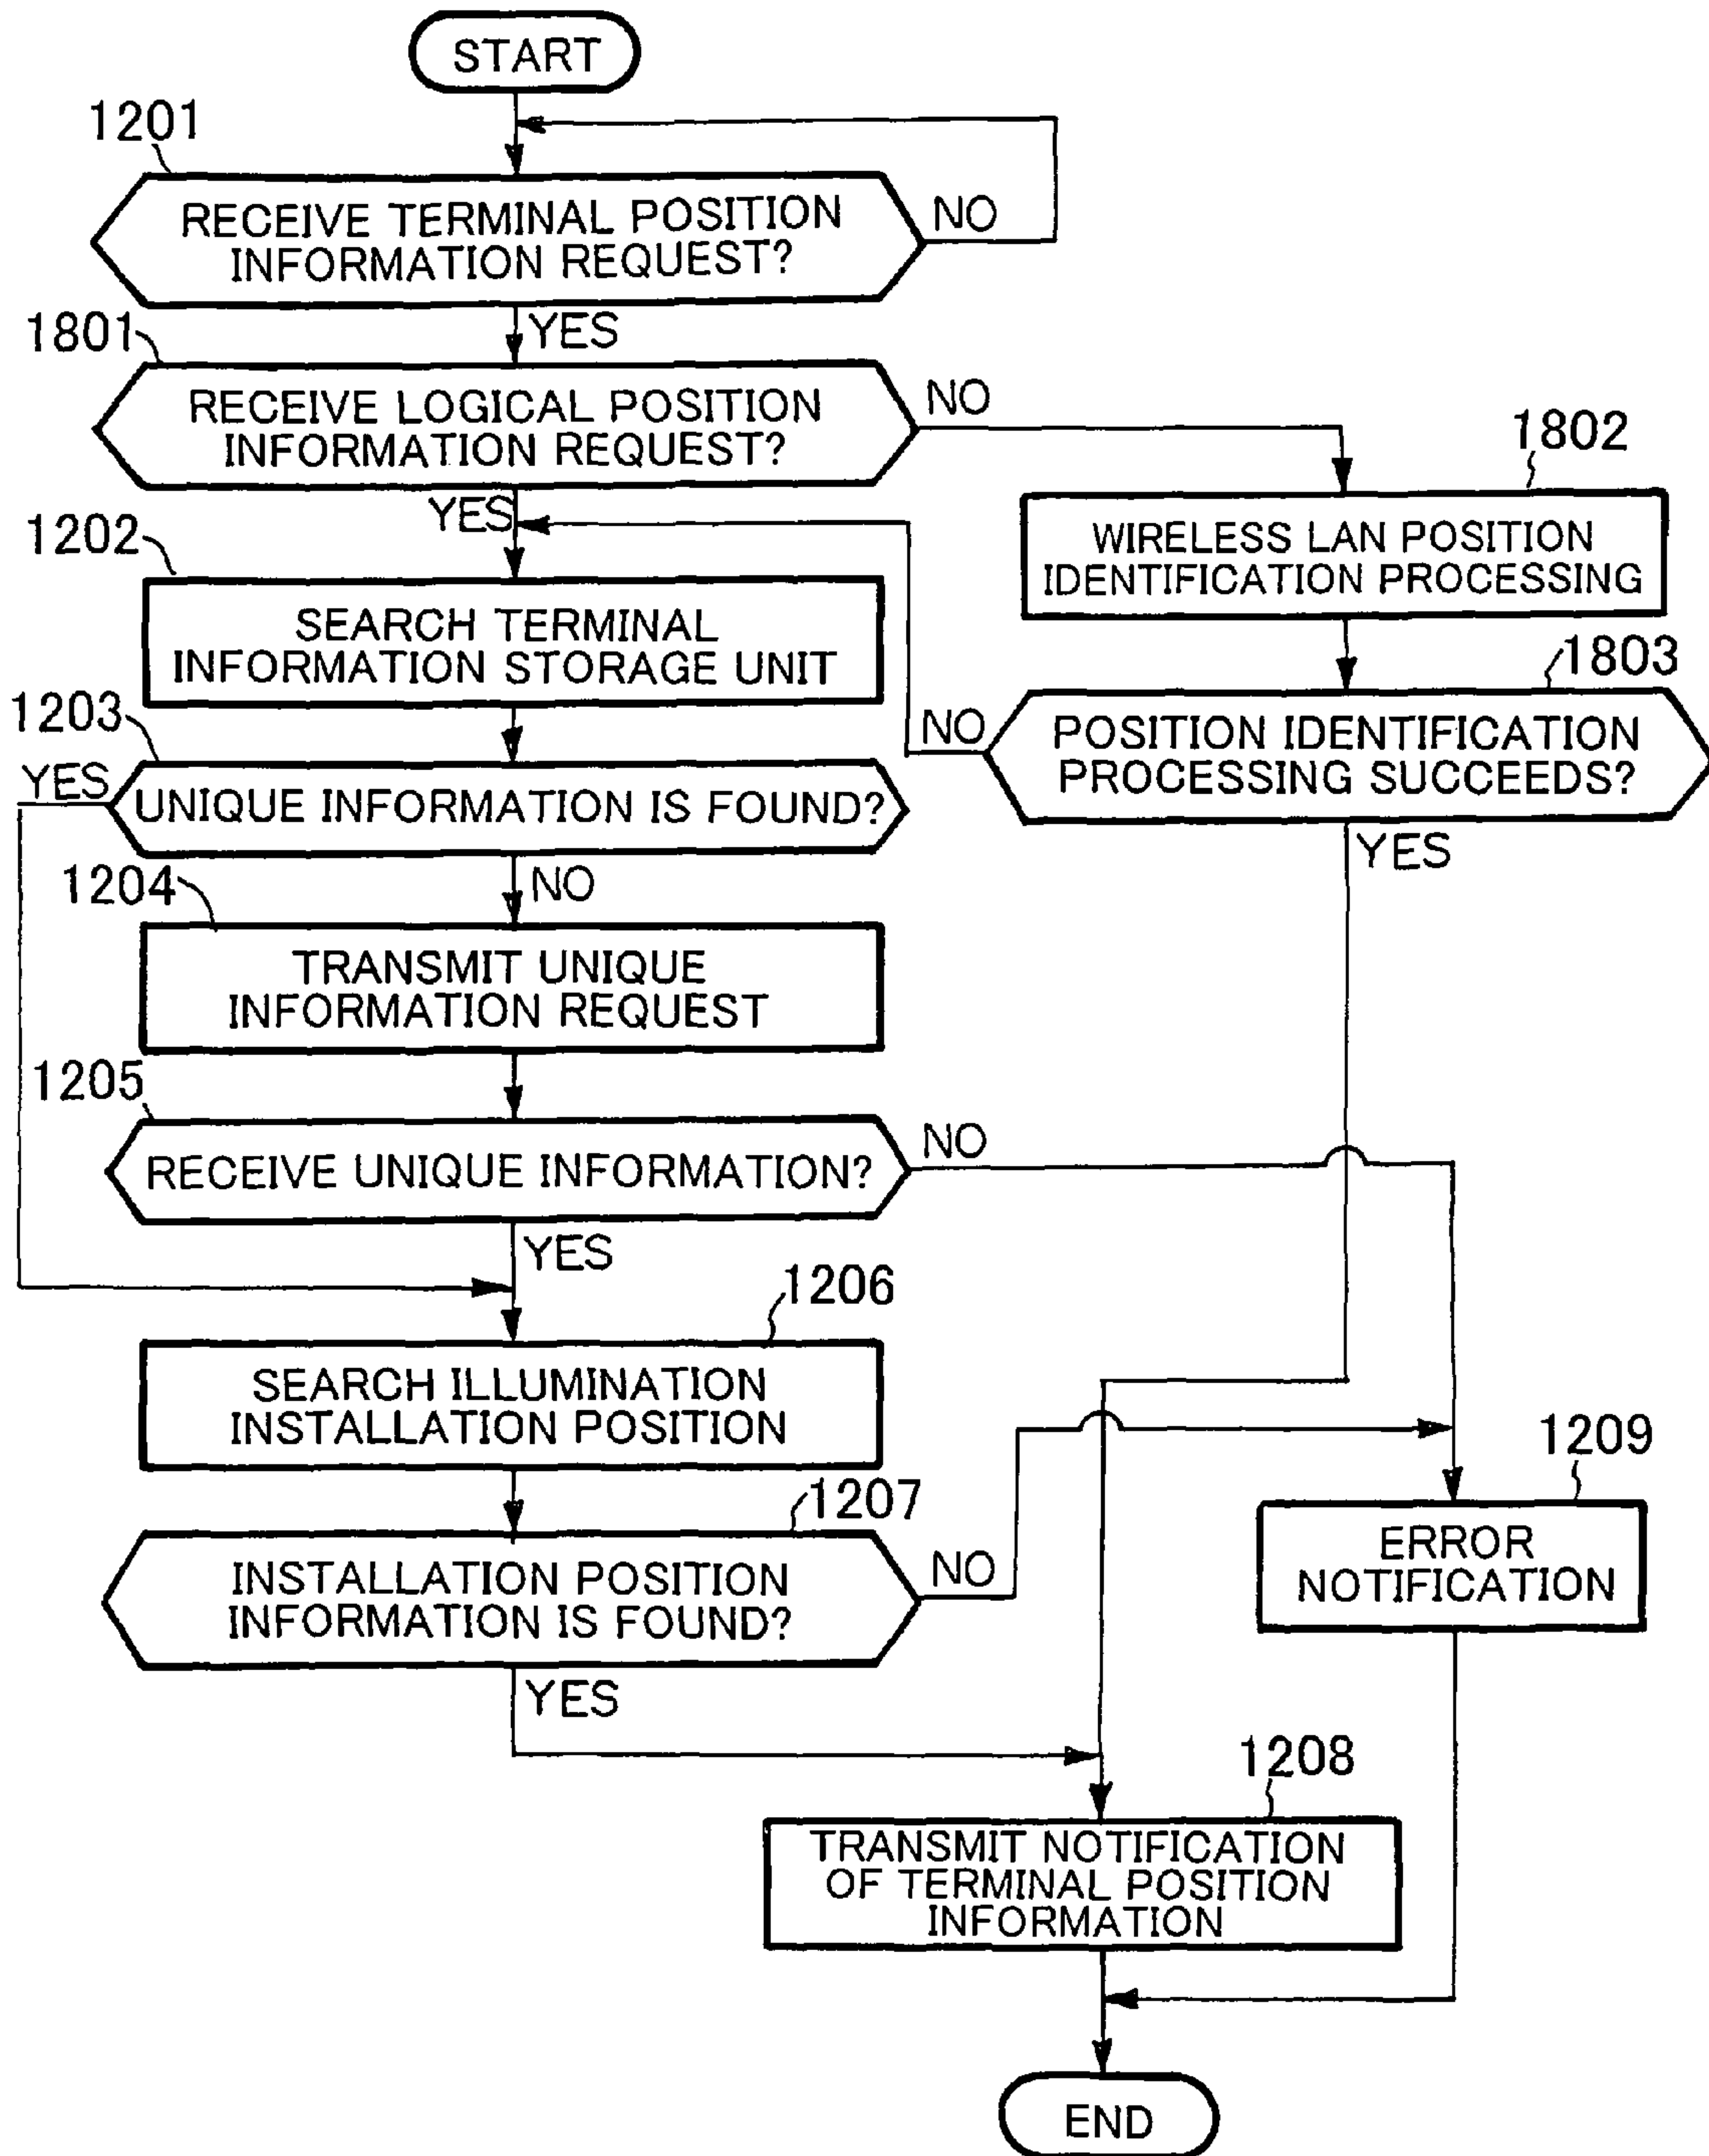 START
1201
RECEIVE TERMINAL POSITION
INFORMATION REQUEST?
NO
YES
1801
RECEIVE LOGICAL POSITION
INFORMATION REQUEST?
NO
YES
1802
WIRELESS LAN POSITION
IDENTIFICATION PROCESSING
1202
SEARCH TERMINAL
INFORMATION STORAGE UNIT
1803
POSITION IDENTIFICATION
PROCESSING SUCCEEDS?
NO
YES
1203
YES
UNIQUE INFORMATION IS FOUND?
NO
1204
TRANSMIT UNIQUE
INFORMATION REQUEST
1205
RECEIVE UNIQUE INFORMATION?
NO
YES
1206
SEARCH ILLUMINATION
INSTALLATION POSITION
1207
INSTALLATION POSITION
INFORMATION IS FOUND?
NO
YES
1209
ERROR
NOTIFICATION
1208
TRANSMIT NOTIFICATION
OF TERMINAL POSITION
INFORMATION
END